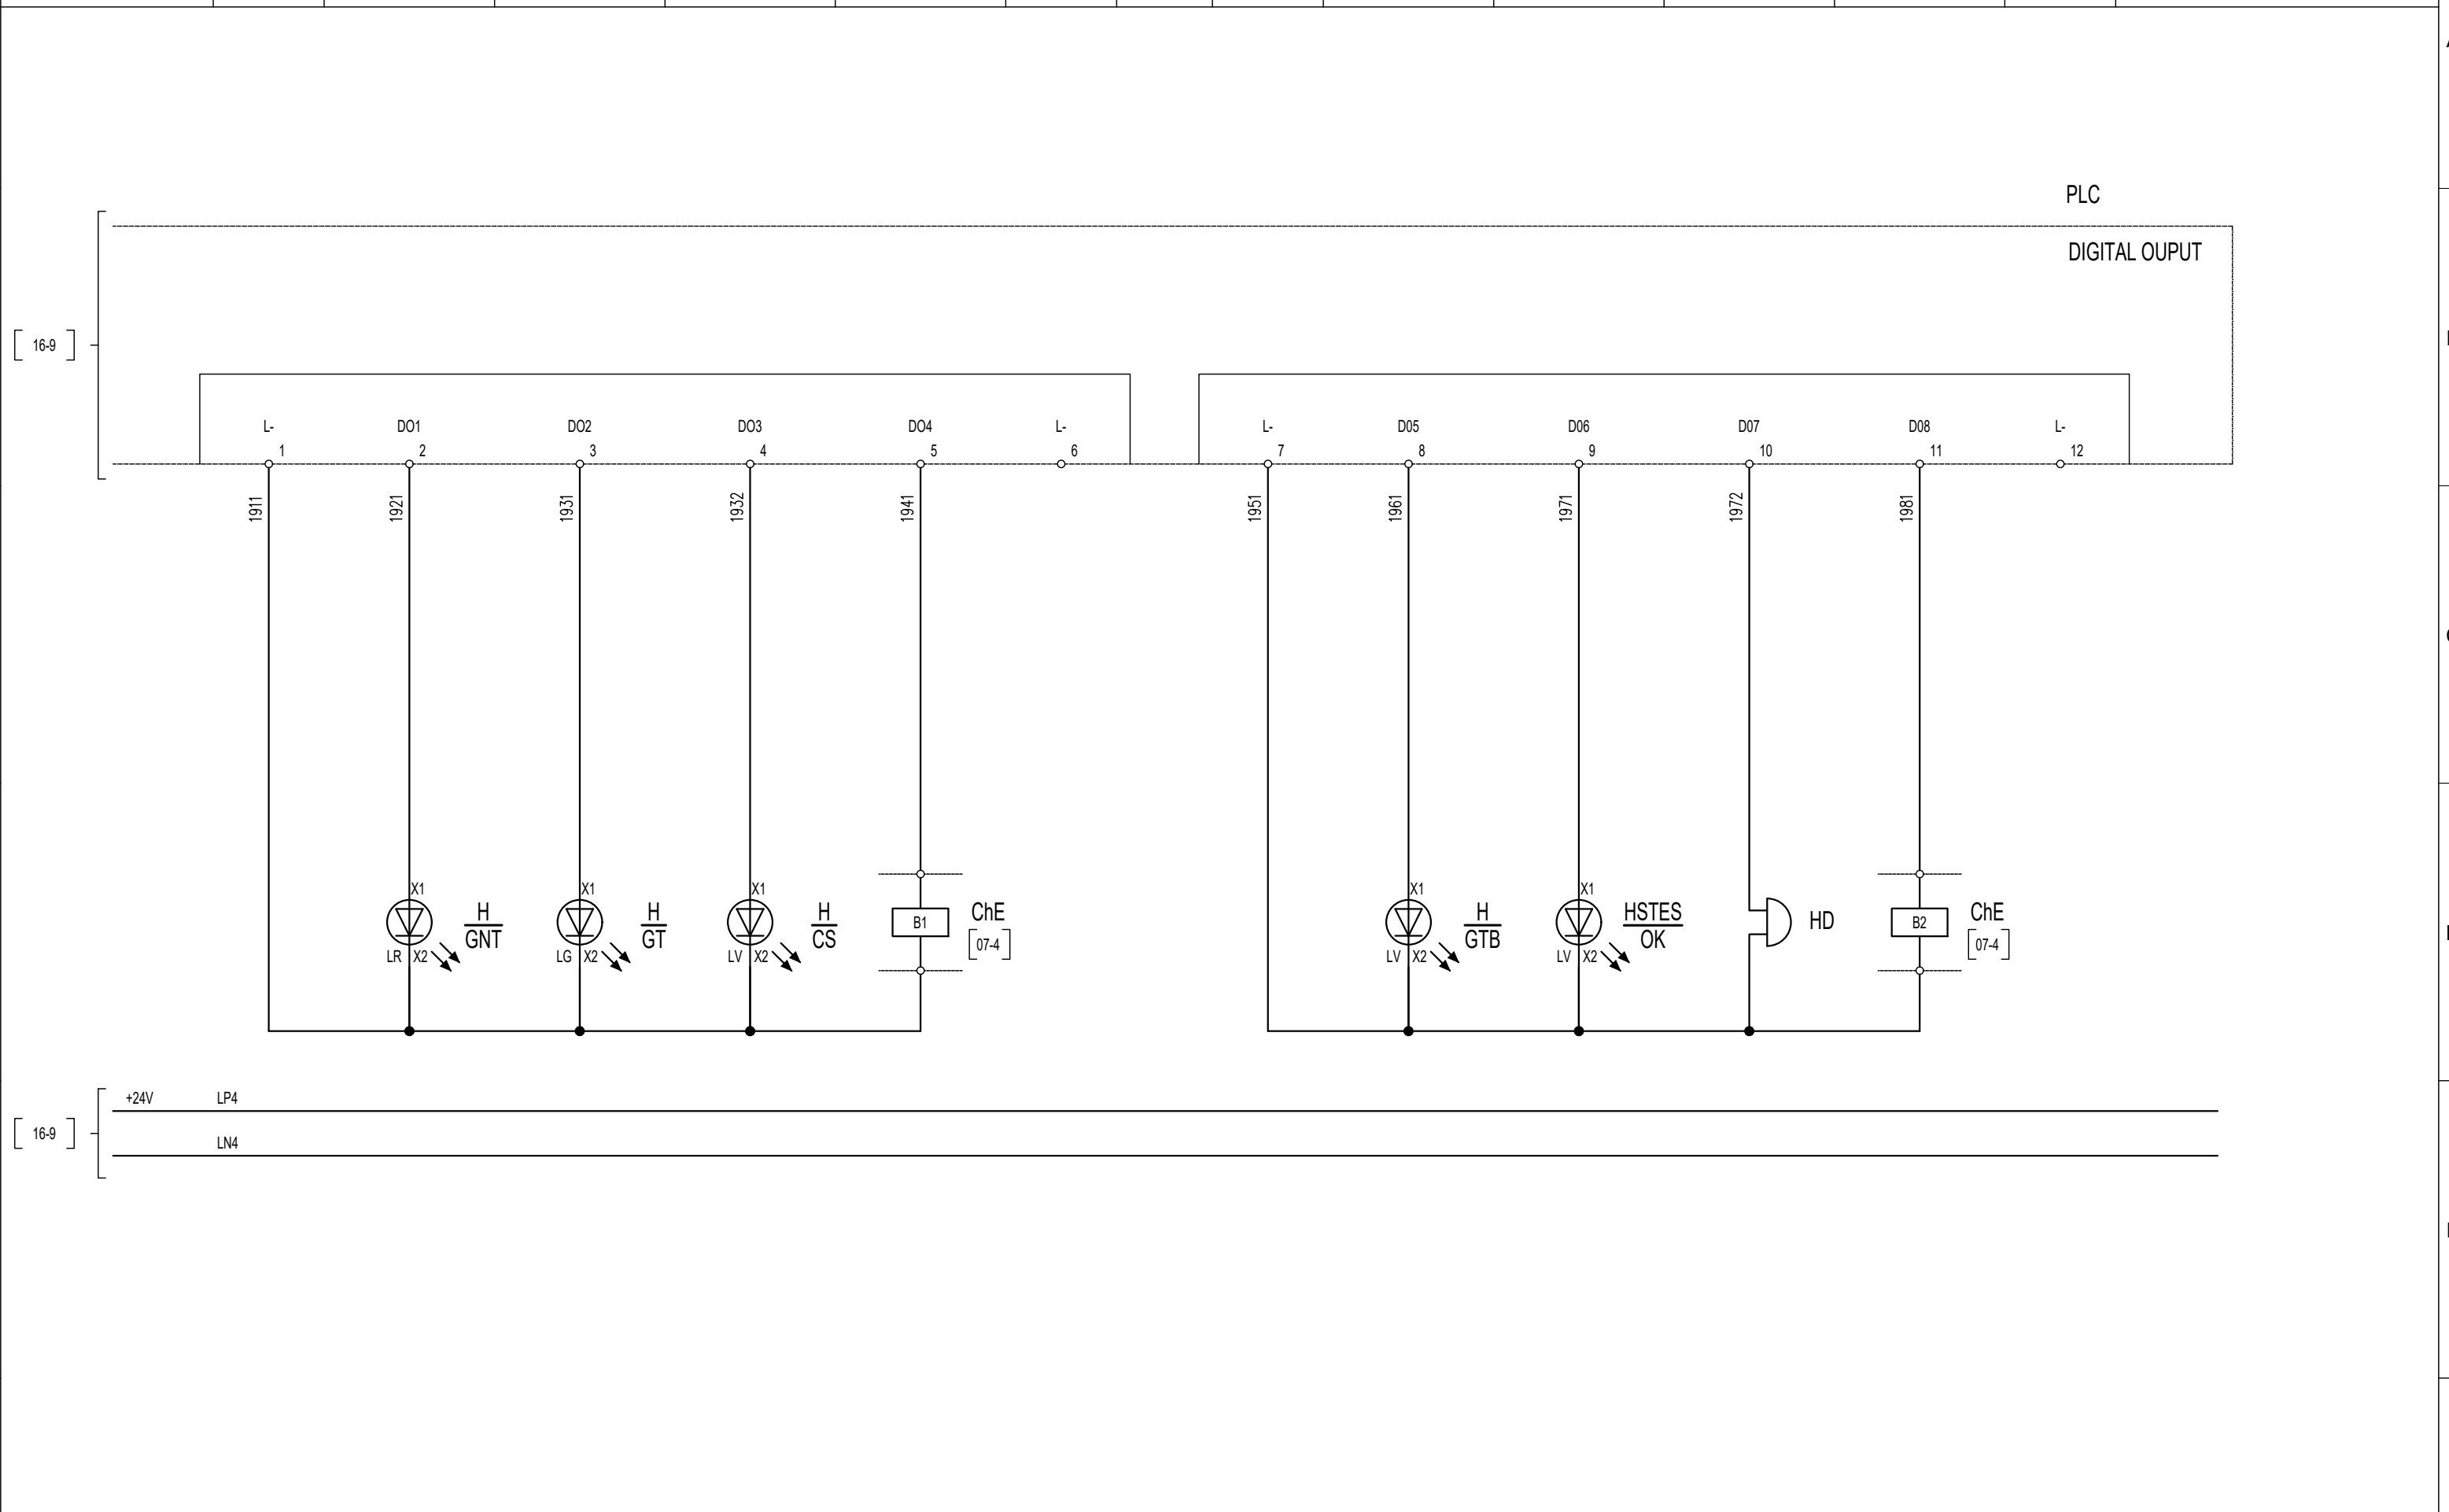 PLC
DIGITAL OUPUT
16-9
L- DO1 DO2 DO3 DO4 L- L- D05 D06 D07 D08 L-
1 2 3 4 5 6 7 8 9 10 11 12
1911 1921 1931 1932 1941 1951 1961 1971 1972 1981
X1 X1 X1 X1 X1
H H H ChE H HSTES ChE
B1 HD B2
GNT GT CS 07-4 GTB OK 07-4
LR X2 LG X2 LV X2 LV X2 LV X2
+24V LP4
16-9
LN4